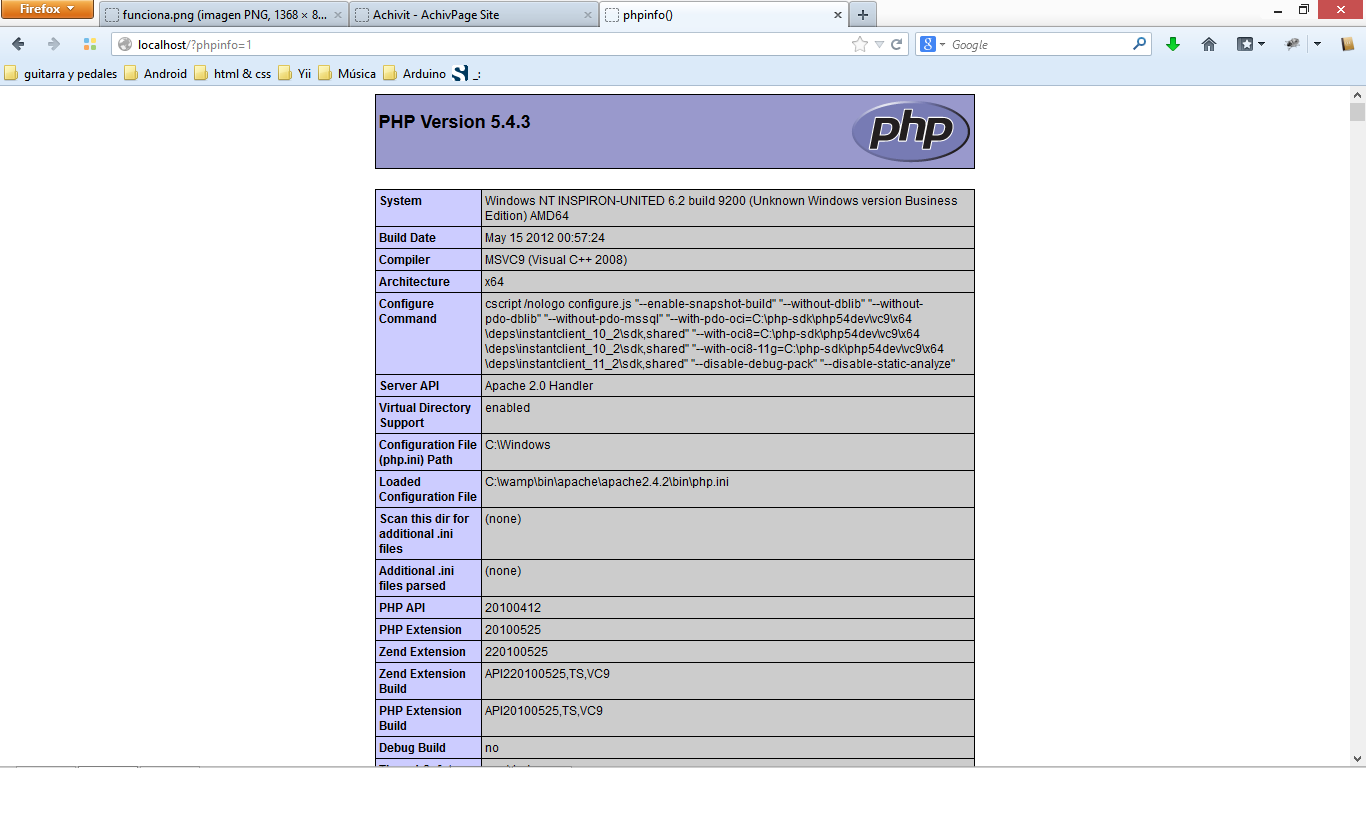 Firefox
funciona.png (imagen PNG, 1368 × 8...
Achivit - AchivPage Site
phpinfo()
localhost/?phpinfo=1
Google
guitarra y pedales
Android
html & css
Yii
Música
Arduino
_:
PHP Version 5.4.3
php
System
Windows NT INSPIRON-UNITED 6.2 build 9200 (Unknown Windows version Business
Edition) AMD64
Build Date
May 15 2012 00:57:24
Compiler
MSVC9 (Visual C++ 2008)
Architecture
x64
Configure
Command
cscript /nologo configure.js "--enable-snapshot-build" "--without-dblib" "--without-
pdo-dblib" "--without-pdo-mssql" "--with-pdo-oci=C:\php-sdk\php54dev\vc9\x64
\deps\instantclient_10_2\sdk,shared" "--with-oci8=C:\php-sdk\php54dev\vc9\x64
\deps\instantclient_10_2\sdk,shared" "--with-oci8-11g=C:\php-sdk\php54dev\vc9\x64
\deps\instantclient_11_2\sdk,shared" "--disable-debug-pack" "--disable-static-analyze"
Server API
Apache 2.0 Handler
Virtual Directory
Support
enabled
Configuration File
(php.ini) Path
C:\Windows
Loaded
Configuration File
C:\wamp\bin\apache\apache2.4.2\bin\php.ini
Scan this dir for
additional .ini
files
(none)
Additional .ini
files parsed
(none)
PHP API
20100412
PHP Extension
20100525
Zend Extension
220100525
Zend Extension
Build
API220100525,TS,VC9
PHP Extension
Build
API20100525,TS,VC9
Debug Build
no